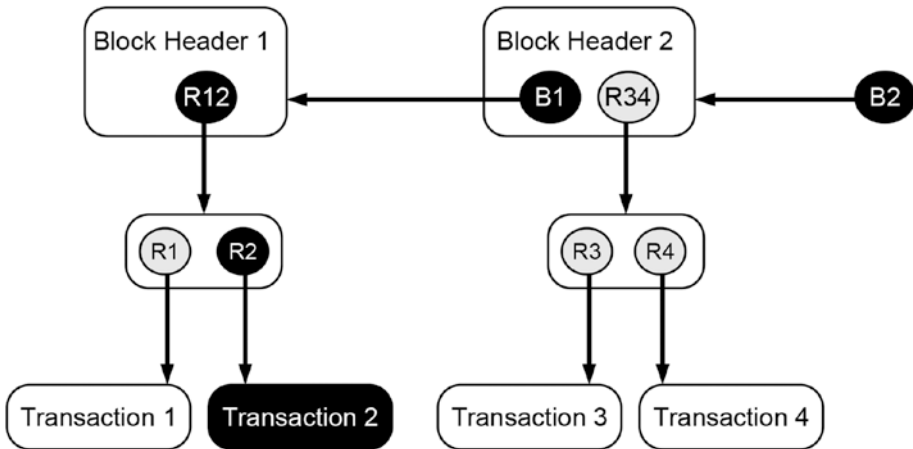 Block Header 1
Block Header 2
R12
B1
R34
B2
R1
R2
R3
R4
Transaction 1
Transaction 2
Transaction 3
Transaction 4